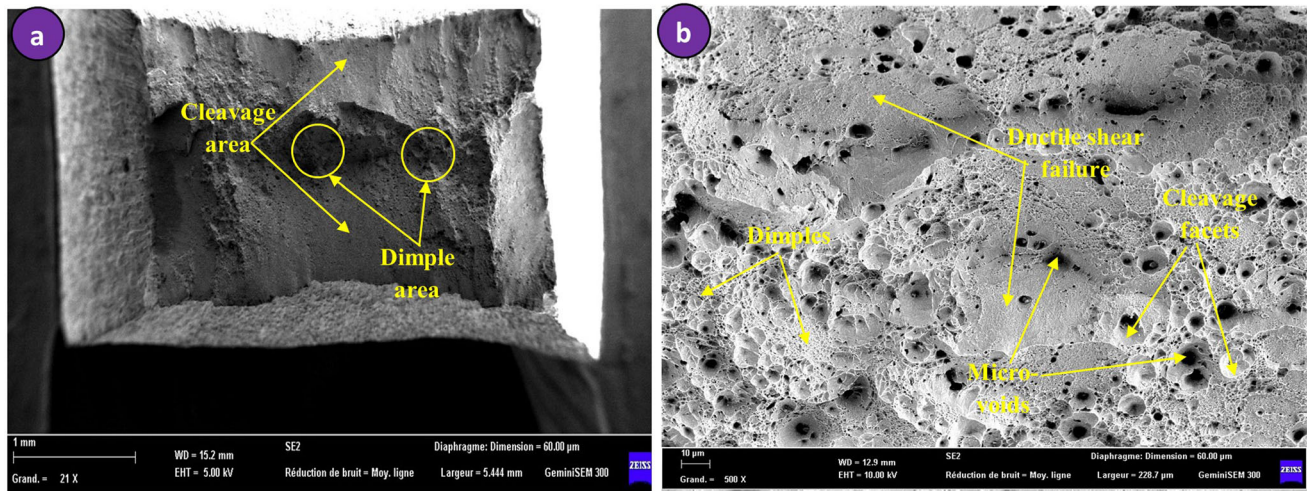 a
Cleavage
area
Dimple
area
1 mm
Grand. = 21 X
WD = 15.2 mm
EHT = 5.00 kV
SE2
Réduction de bruit = Moy. ligne
Diaphragme: Dimension = 60.00 µm
Largeur = 5.444 mm
GeminiSEM 300
ZEISS
b
Ductile shear
failure
Cleavage
facets
Dimples
Micro-
voids
10 µm
Grand. = 500 X
WD = 12.9 mm
EHT = 10.00 kV
SE2
Réduction de bruit = Moy. ligne
Diaphragme: Dimension = 60.00 µm
Largeur = 228.7 µm
GeminiSEM 300
ZEISS